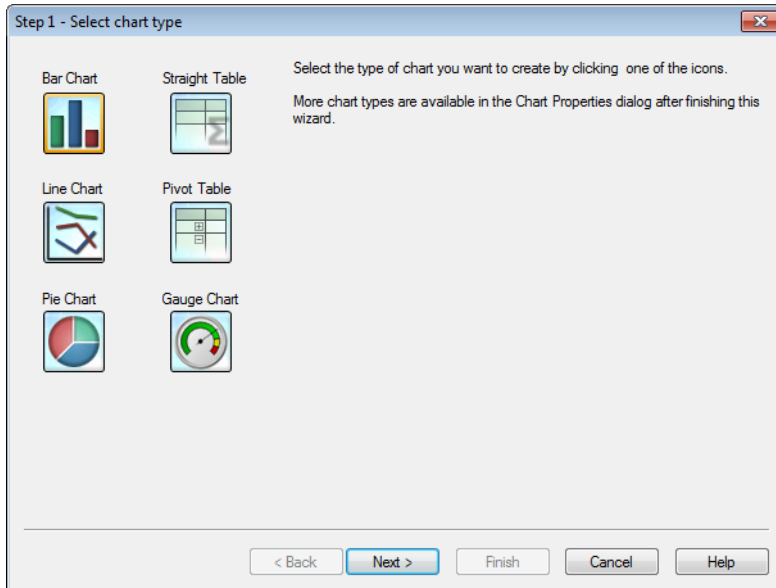 Step 1 - Select chart type
Bar Chart
Straight Table
Select the type of chart you want to create by clicking one of the icons.
More chart types are available in the Chart Properties dialog after finishing this
wizard.
Line Chart
Pivot Table
Pie Chart
Gauge Chart
< Back
Next >
Finish
Cancel
Help